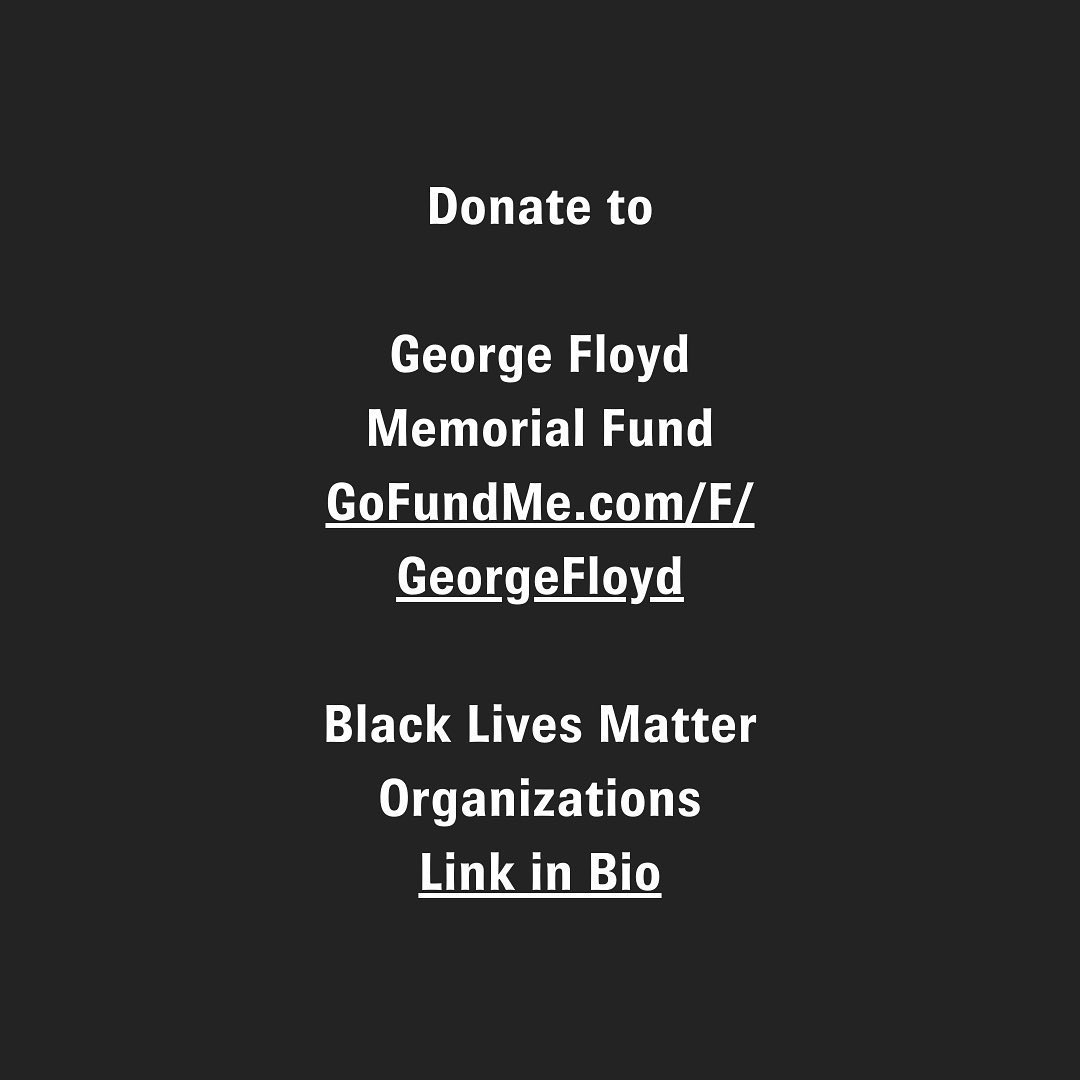 Donate to
George Floyd
Memorial Fund
GoFundMe.com/F/
GeorgeFloyd
Black Lives Matter
Organizations
Link in Bio